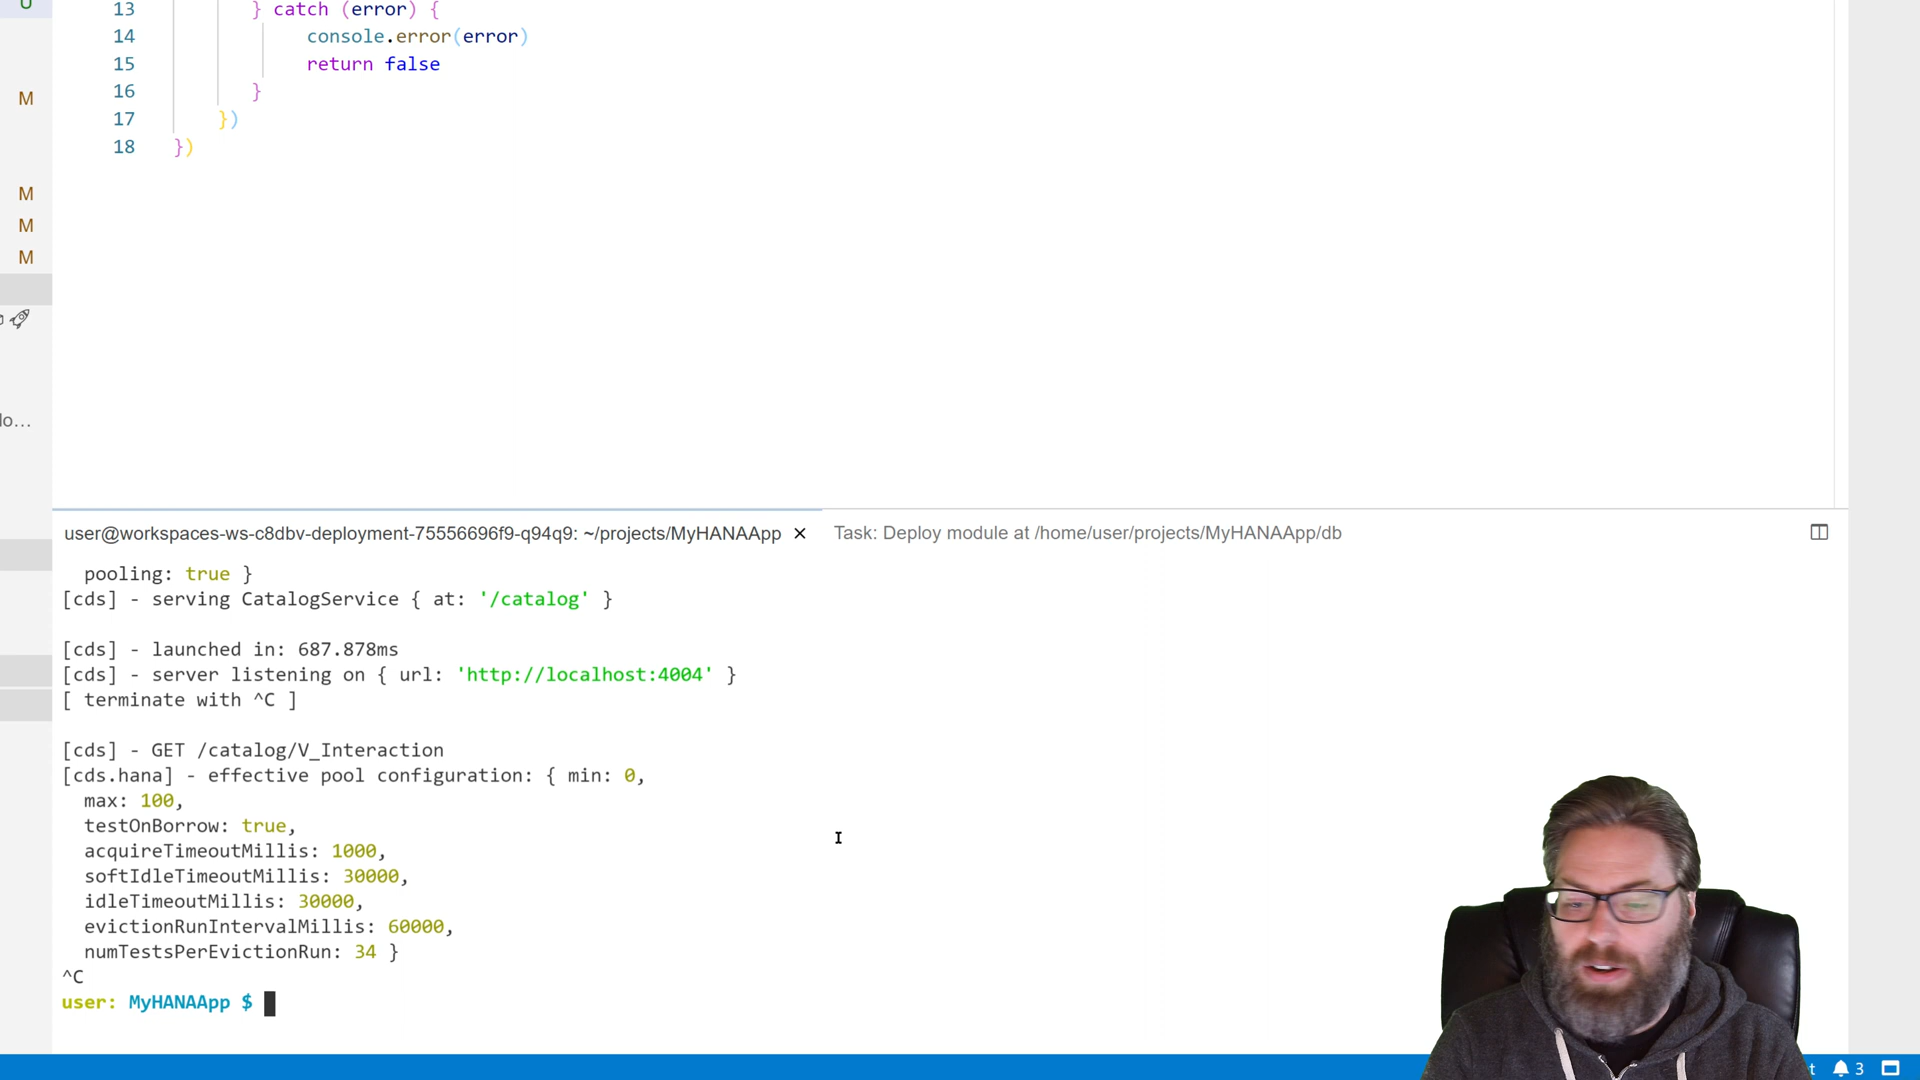 U
13 } catch (error) {
M
14 console.error(error)
15 return false
16 }
17 })
18 })
M
M
M
lo...
user@workspaces-ws-c8dbv-deployment-75556696f9-q94q9: ~/projects/MyHANAApp × Task: Deploy module at /home/user/projects/MyHANAApp/db
pooling: true }
[cds] - serving CatalogService { at: '/catalog' }
[cds] - launched in: 687.878ms
[cds] - server listening on { url: 'http://localhost:4004' }
[ terminate with ^C ]
[cds] - GET /catalog/V_Interaction
[cds.hana] - effective pool configuration: { min: 0,
max: 100,
testOnBorrow: true,
acquireTimeoutMillis: 1000,
softIdleTimeoutMillis: 30000,
idleTimeoutMillis: 30000,
evictionRunIntervalMillis: 60000,
numTestsPerEvictionRun: 34 }
^C
user: MyHANAApp $
t 3